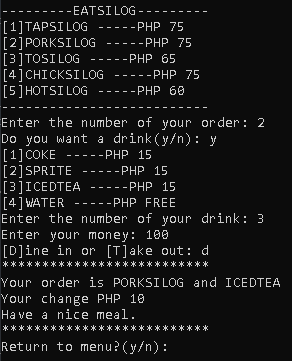 ---------EATSILOG---------
[1]TAPSILOG -----PHP 75
[2]PORKSILOG -----PHP 75
[3]TOSILOG -----PHP 65
[4]CHICKSILOG -----PHP 75
[5]HOTSILOG -----PHP 60
--------------------------
Enter the number of your order: 2
Do you want a drink(y/n): y
[1]COKE -----PHP 15
[2]SPRITE -----PHP 15
[3]ICEDTEA -----PHP 15
[4]WATER -----PHP FREE
Enter the number of your drink: 3
Enter your money: 100
[D]ine in or [T]ake out: d
**************************
Your order is PORKSILOG and ICEDTEA
Your change PHP 10
Have a nice meal.
**************************
Return to menu?(y/n):